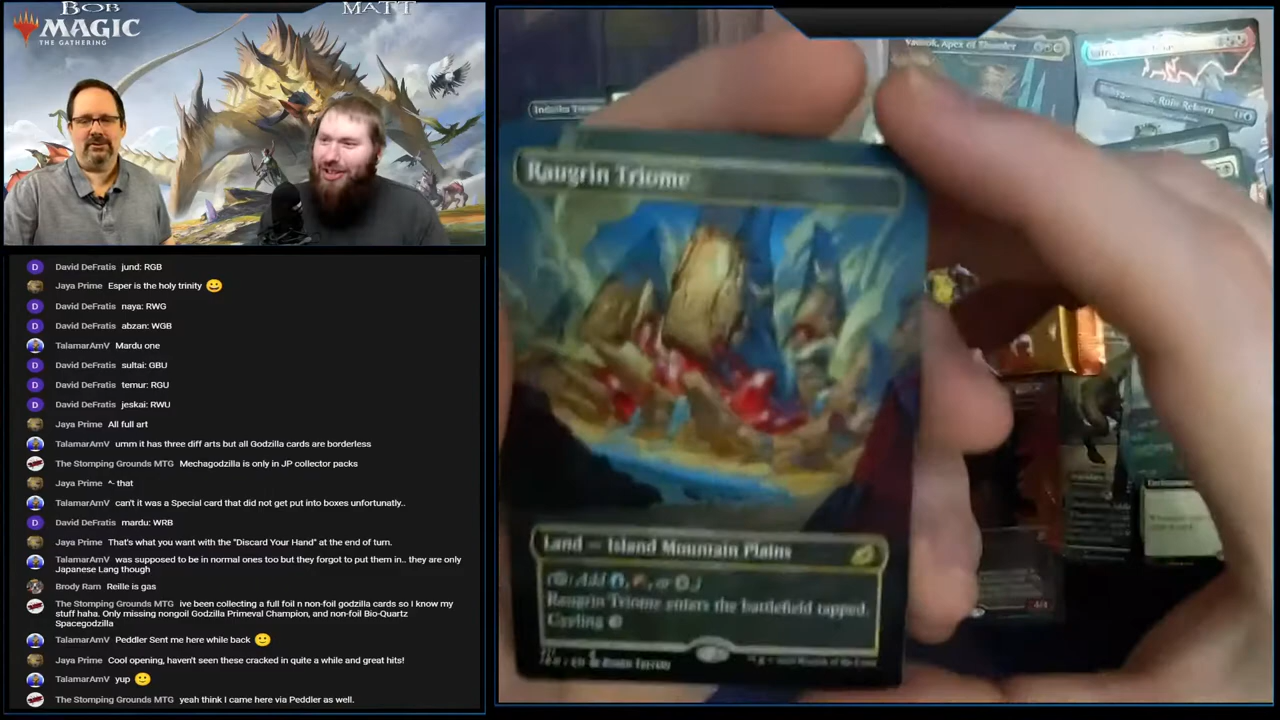 BOB
MATT
MAGIC
THE GATHERING
D David DeFratis jund: RGB
Jaya Prime Esper is the holy trinity
D David DeFratis naya: RWG
D David DeFratis abzan: WGB
TalamarAmV Mardu one
D David DeFratis sultai: GBU
D David DeFratis temur: RGU
D David DeFratis jeskai: RWU
Jaya Prime All full art
TalamarAmV umm it has three diff arts but all Godzilla cards are borderless
The Stomping Grounds MTG Mechagodzilla is only in JP collector packs
Jaya Prime ^- that
TalamarAmV can't it was a Special card that did not get put into boxes unfortunatly..
D David DeFratis mardu: WRB
Jaya Prime That's what you want with the "Discard Your Hand" at the end of turn.
TalamarAmV was supposed to be in normal ones too but they forgot to put them in.. they are only
Japanese Lang though
Brody Ram Reille is gas
The Stomping Grounds MTG ive been collecting a full foil n non-foil godzilla cards so I know my
stuff haha. Only missing nongoil Godzilla Primeval Champion, and non-foil Bio-Quartz
Spacegodzilla
TalamarAmV Peddler Sent me here while back
Jaya Prime Cool opening, haven't seen these cracked in quite a while and great hits!
TalamarAmV yup
The Stomping Grounds MTG yeah think I came here via Peddler as well.
Raugrin Triome
Land — Island Mountain Plains
Add , , or .)
Raugrin Triome enters the battlefield tapped.
Cycling